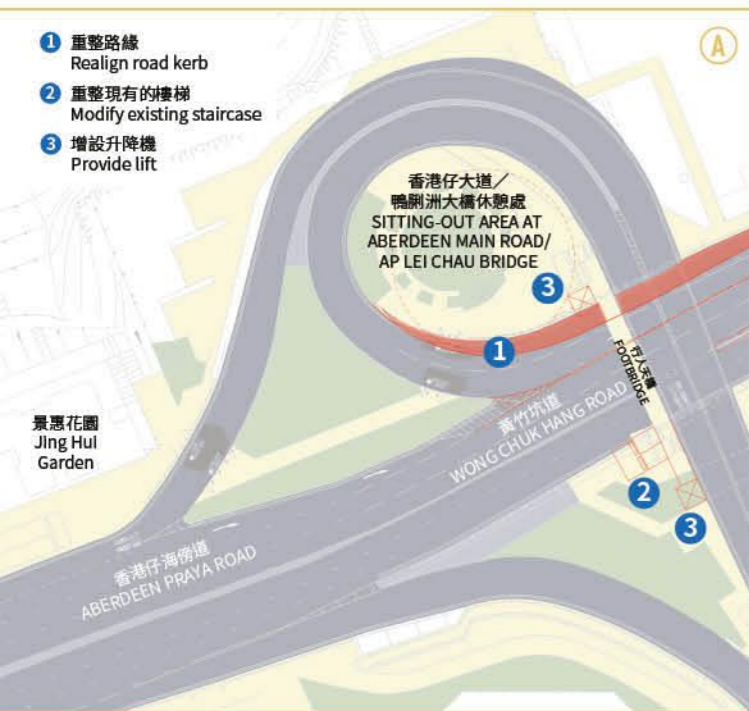 1 重整路緣
Realign road kerb
2 重整現有的樓梯
Modify existing staircase
3 增設升降機
Provide lift
A
香港仔大道／
鴨脷洲大橋休憩處
SITTING-OUT AREA AT
ABERDEEN MAIN ROAD/
AP LEI CHAU BRIDGE
3
1
行人天橋
FOOTBRIDGE
黃竹坑道
WONG CHUK HANG ROAD
景惠花園
Jing Hui
Garden
2
3
香港仔海傍道
ABERDEEN PRAYA ROAD